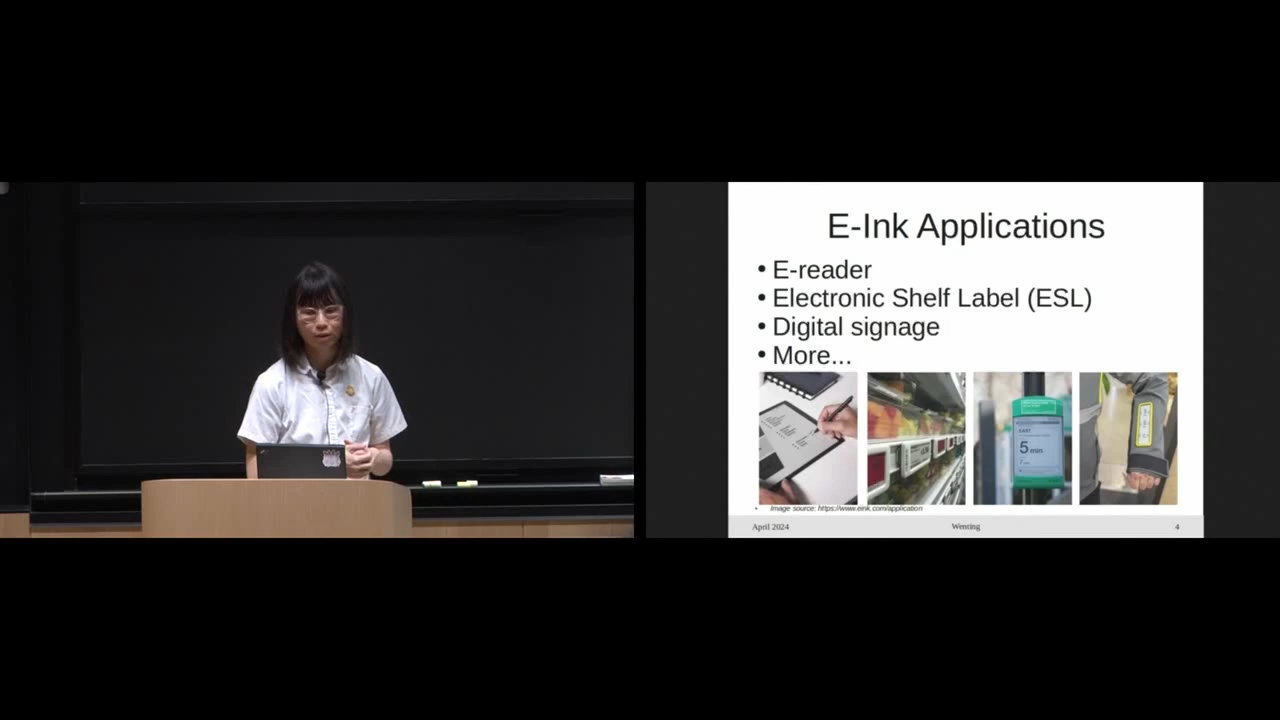 E-Ink Applications
• E-reader
• Electronic Shelf Label (ESL)
• Digital signage
• More...
5 min
• Image source: https://www.eink.com/application
April 2024 Wenting 4